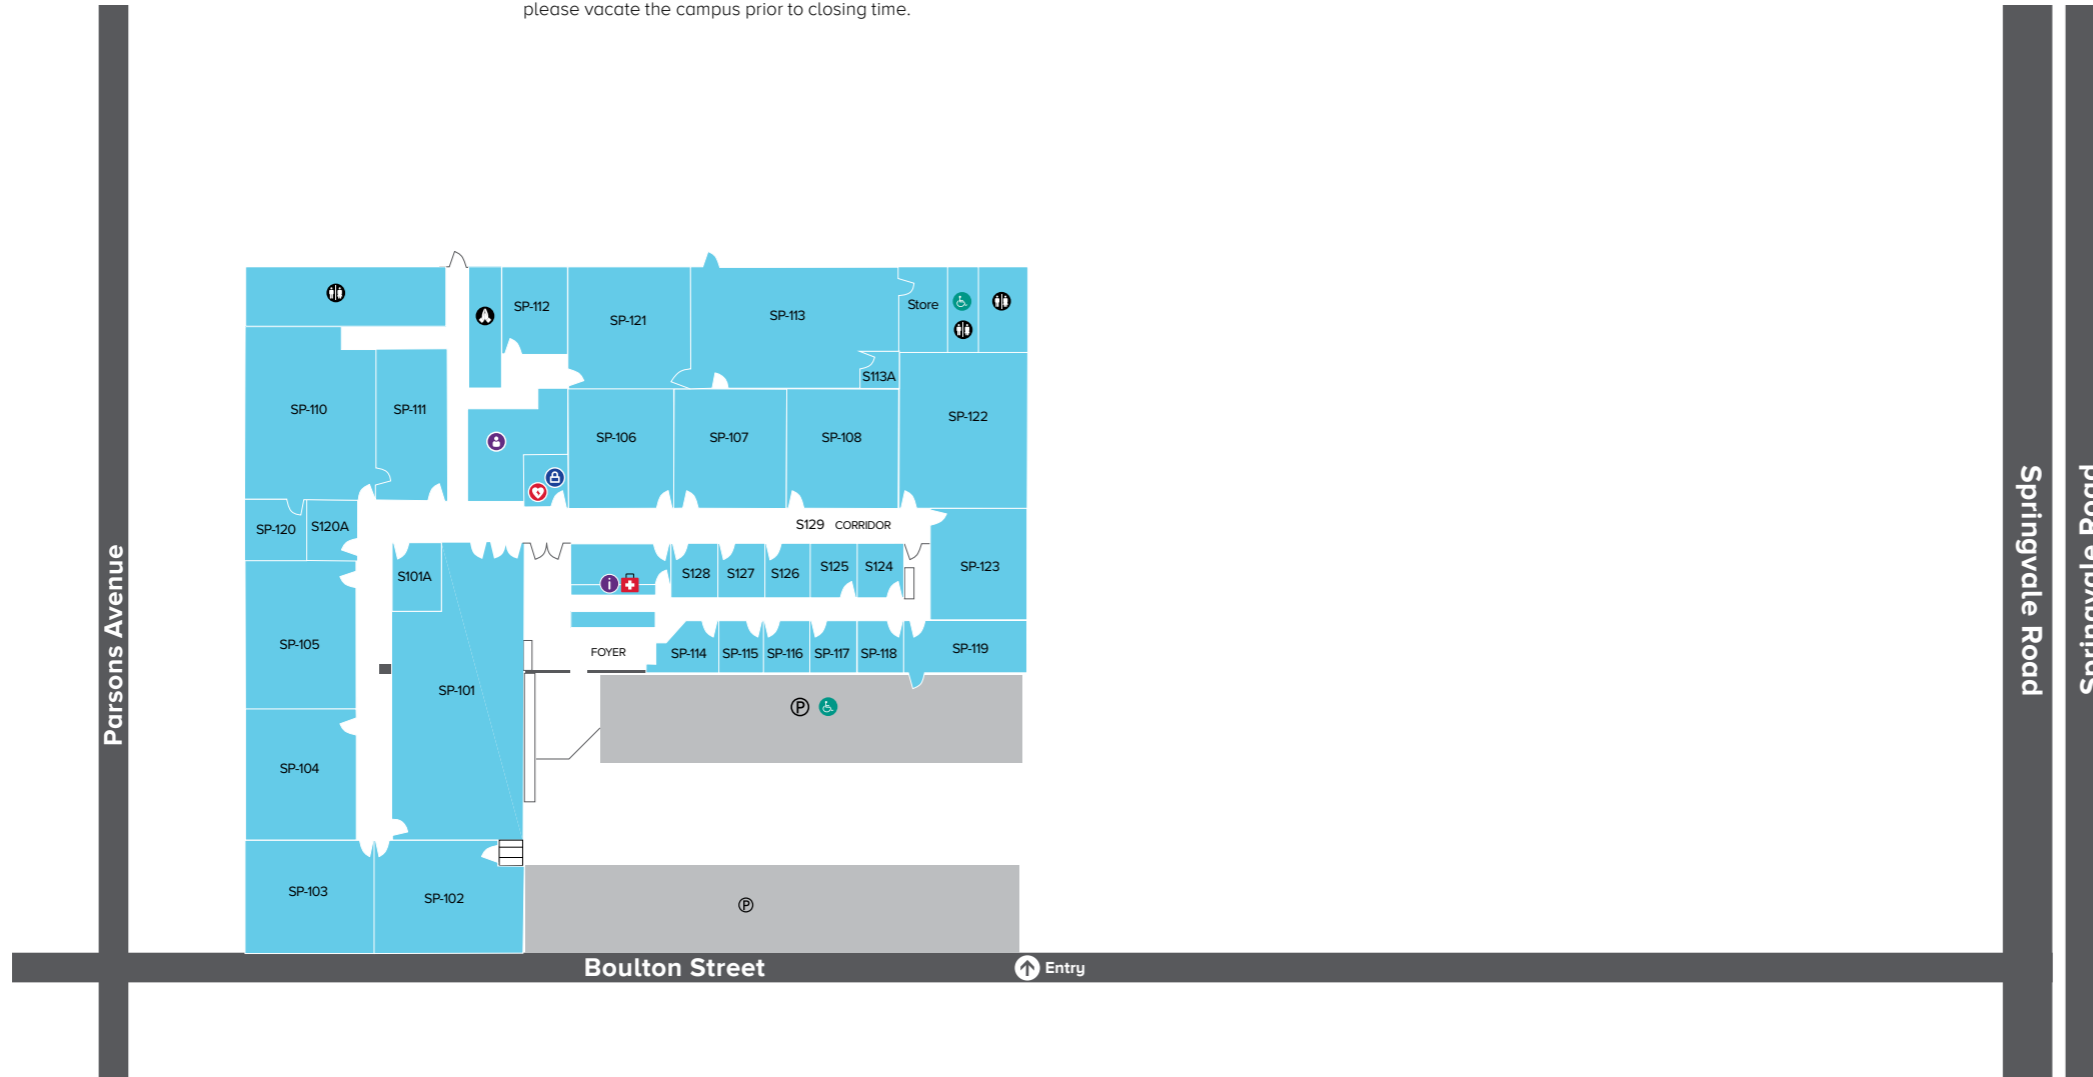 please vacate the campus prior to closing time.
SP-112
SP-121
SP-113
Store
S113A
SP-110
SP-111
SP-106
SP-107
SP-108
SP-122
SP-120
S120A
S129 CORRIDOR
S101A
S128
S127
S126
S125
S124
SP-123
i
SP-105
FOYER
SP-114
SP-115
SP-116
SP-117
SP-118
SP-119
SP-101
P
SP-104
SP-103
SP-102
P
Parsons Avenue
Boulton Street
Entry
Springvale Road
Springvale Road